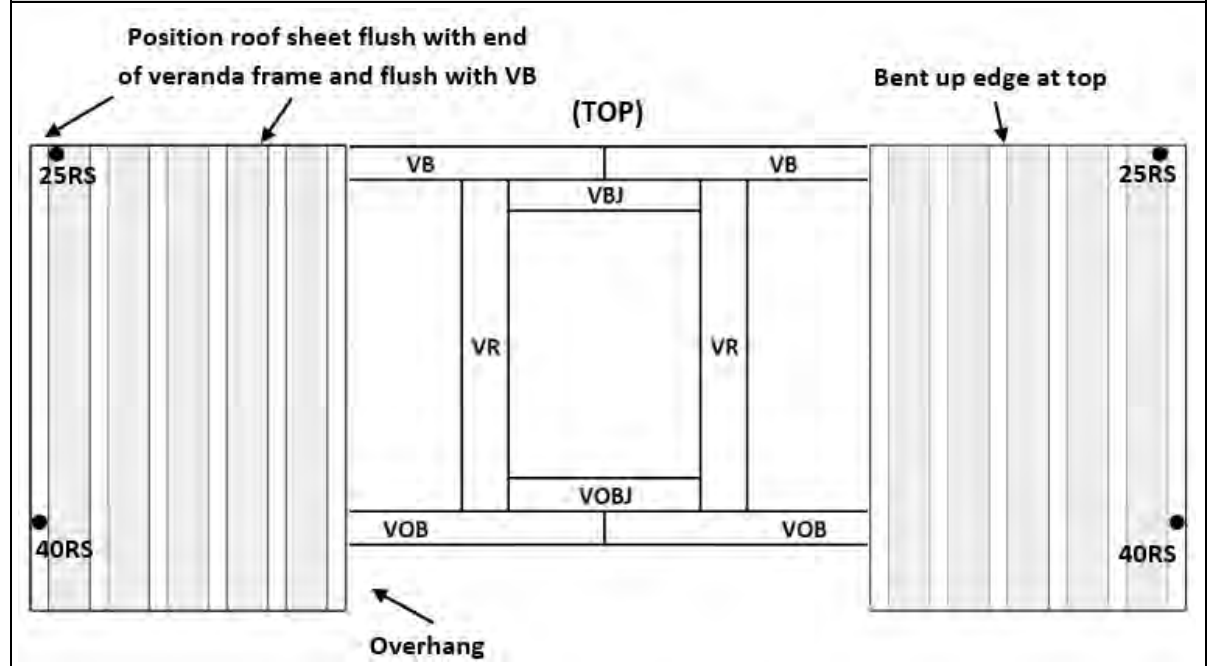 Position roof sheet flush with end
of veranda frame and flush with VB
Bent up edge at top
(TOP)
VB
VB
25RS
25RS
VBJ
VR
VR
VOBJ
VOB
VOB
40RS
40RS
Overhang